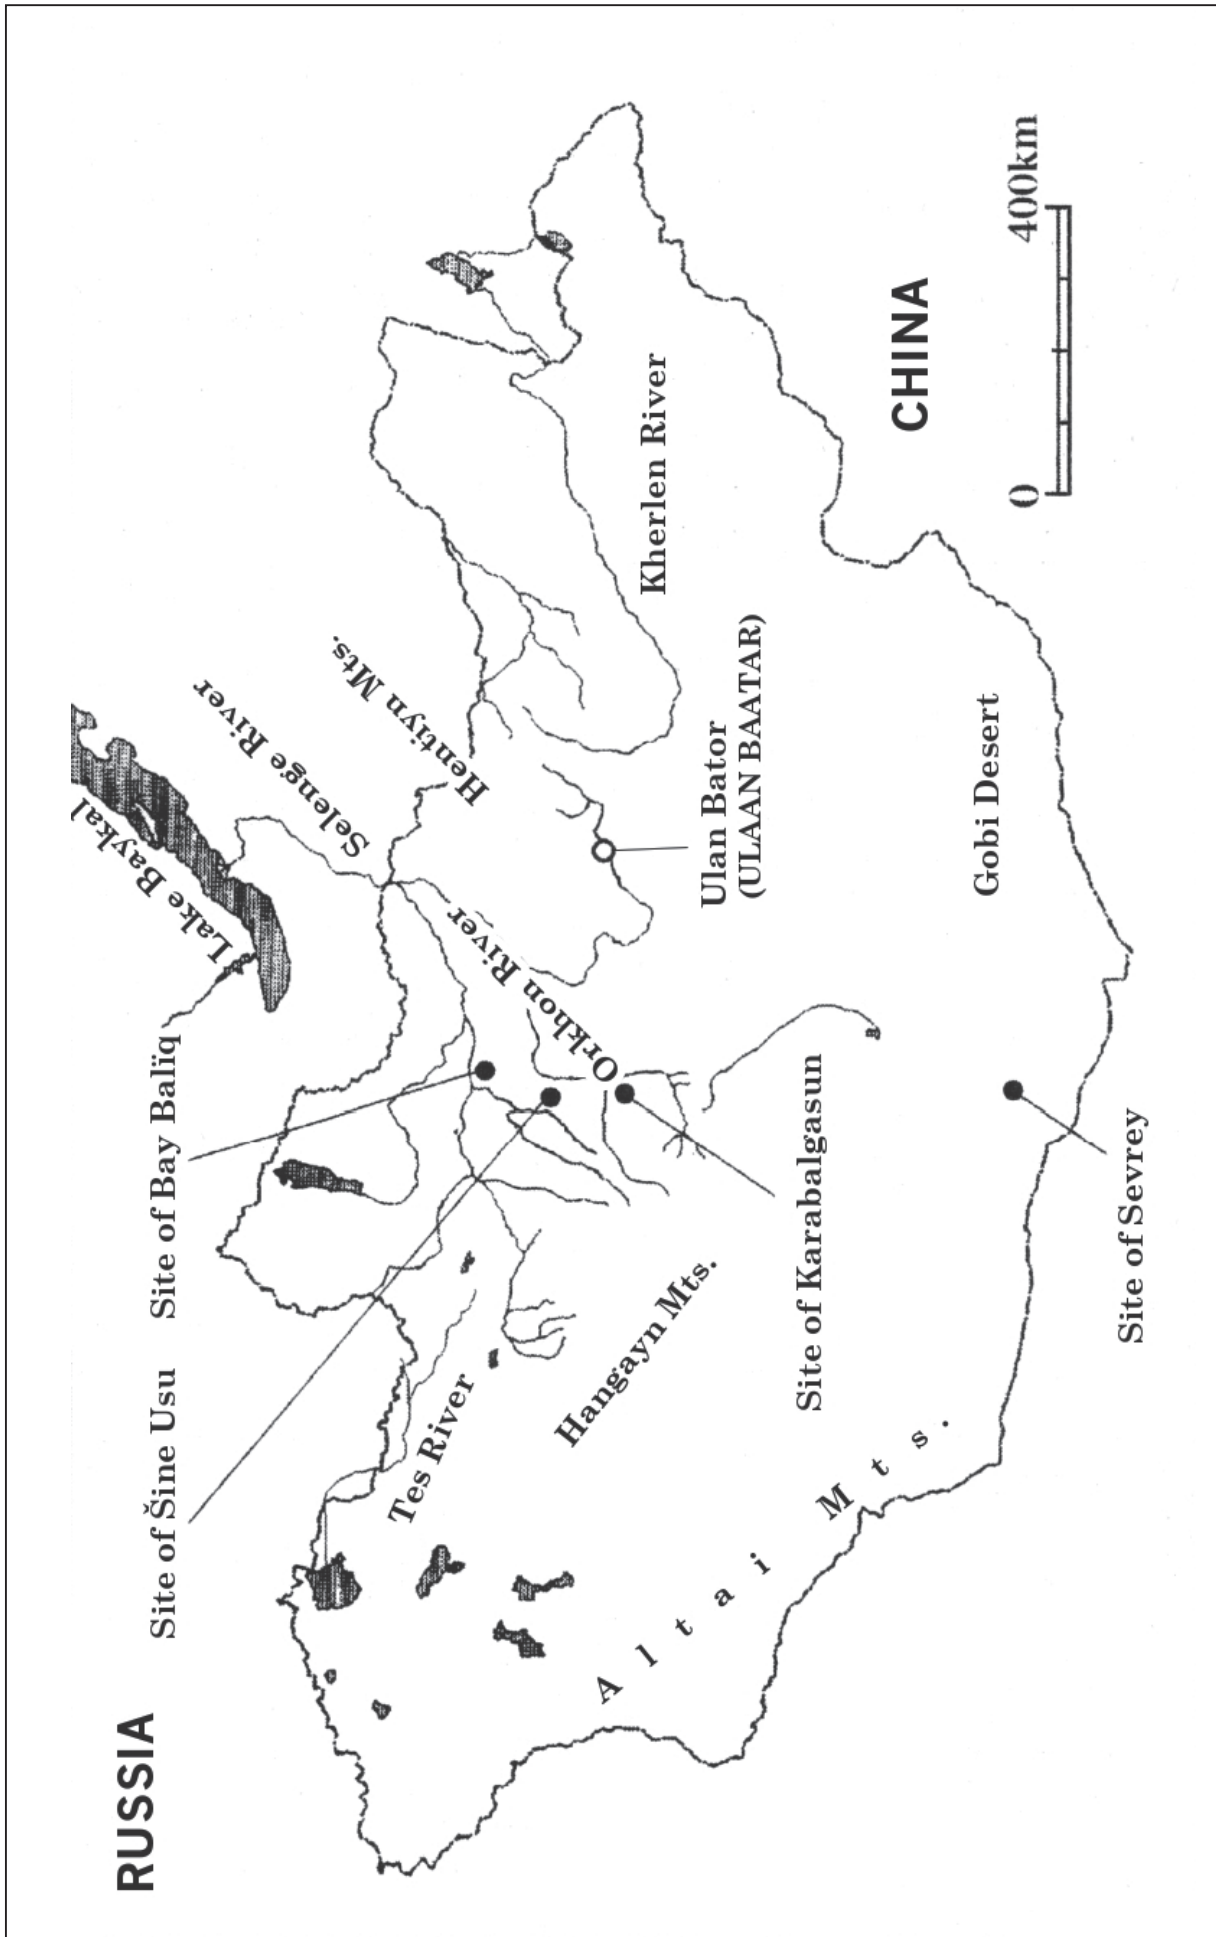 RUSSIA
Site of Šine Usu
Site of Bay Balïq
Lake Baykal
Selenge River
Hentiyn Mts.
Orkhon River
Tes River
Hangayn Mts.
Altai Mts.
Kherlen River
Ulan Bator
(ULAAN BAATAR)
Site of Karabalgasun
Gobi Desert
Site of Sevrey
CHINA
0 400km